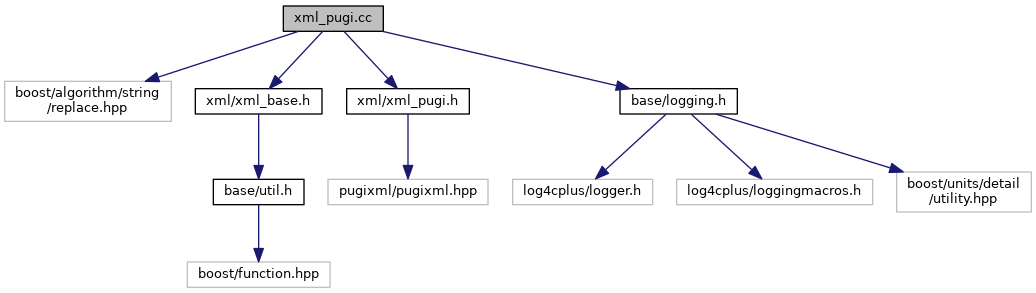 xml_pugi.cc
boost/algorithm/string
/replace.hpp
xml/xml_base.h
xml/xml_pugi.h
base/logging.h
base/util.h
pugixml/pugixml.hpp
log4cplus/logger.h
log4cplus/loggingmacros.h
boost/units/detail
/utility.hpp
boost/function.hpp